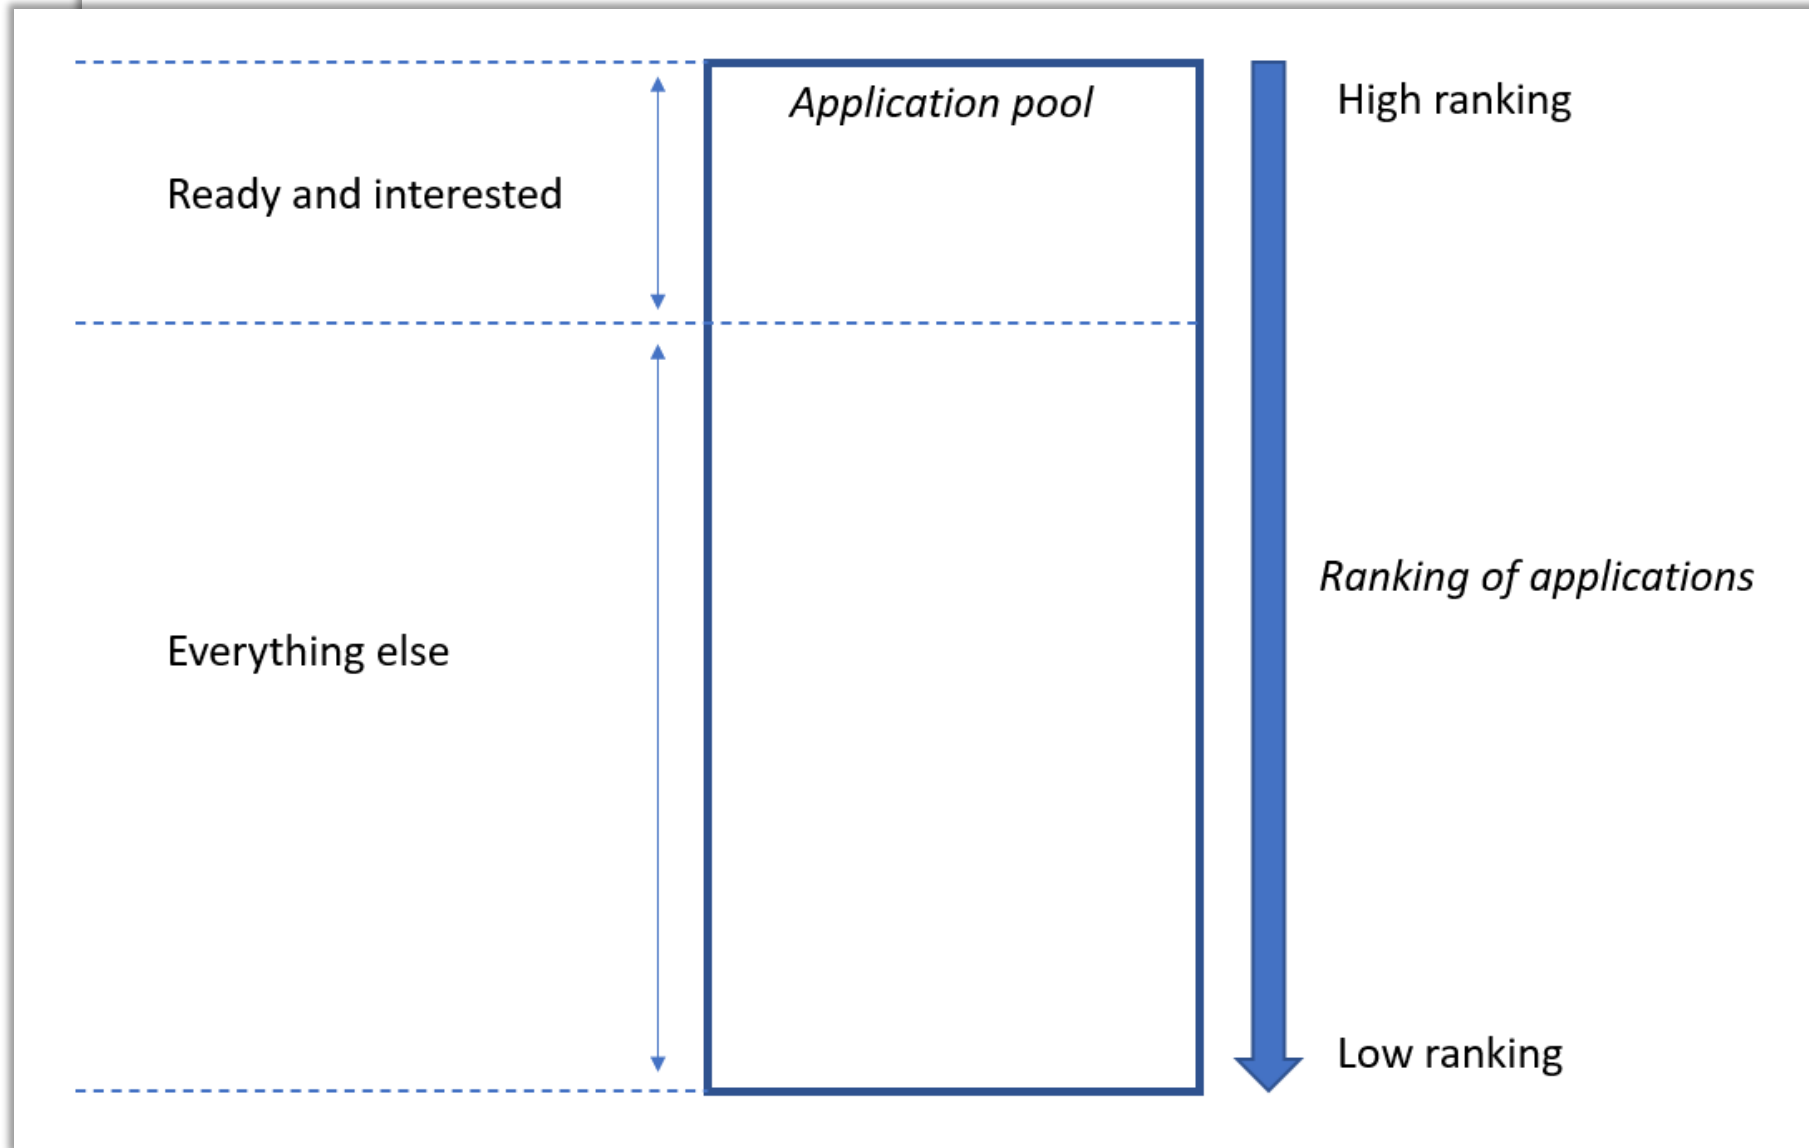 Application pool
High ranking
Ready and interested
Ranking of applications
Everything else
Low ranking